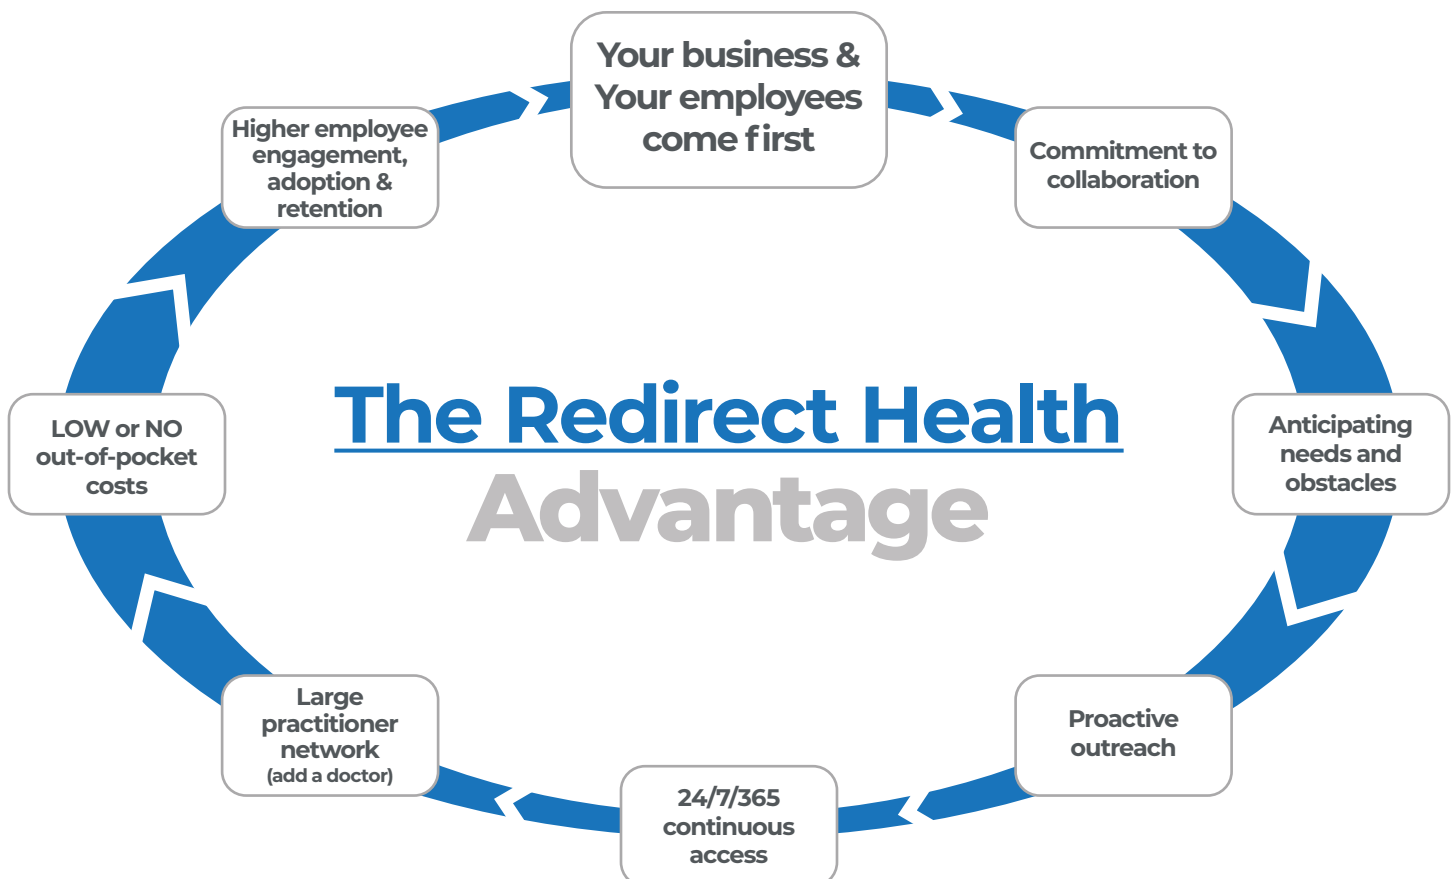 Your business &
Your employees
come first
Higher employee
engagement,
adoption &
retention
Commitment to
collaboration
The Redirect Health
Advantage
LOW or NO
out-of-pocket
costs
Anticipating
needs and
obstacles
Large
practitioner
network
(add a doctor)
Proactive
outreach
24/7/365
continuous
access